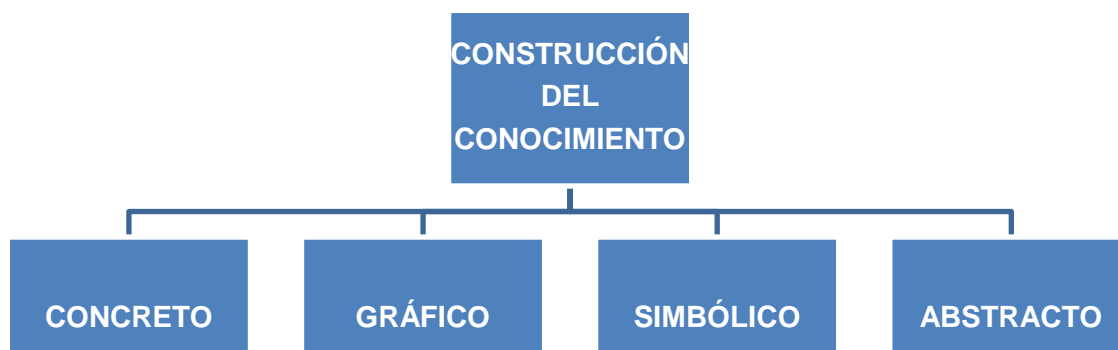 CONSTRUCCIÓN
DEL
CONOCIMIENTO
CONCRETO
GRÁFICO
SIMBÓLICO
ABSTRACTO